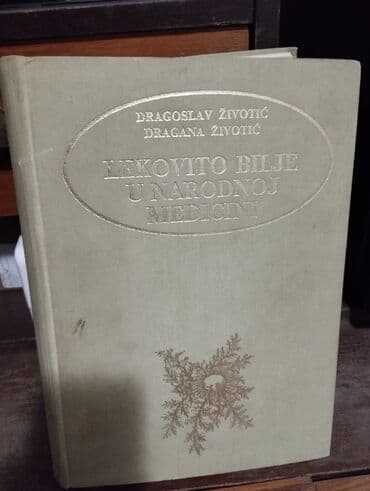 DRAGOSLAV ŽIVOTIĆ
DRAGANA ŽIVOTIĆ
LEKOVITO BILJE
U NARODNOJ
MEDICINI